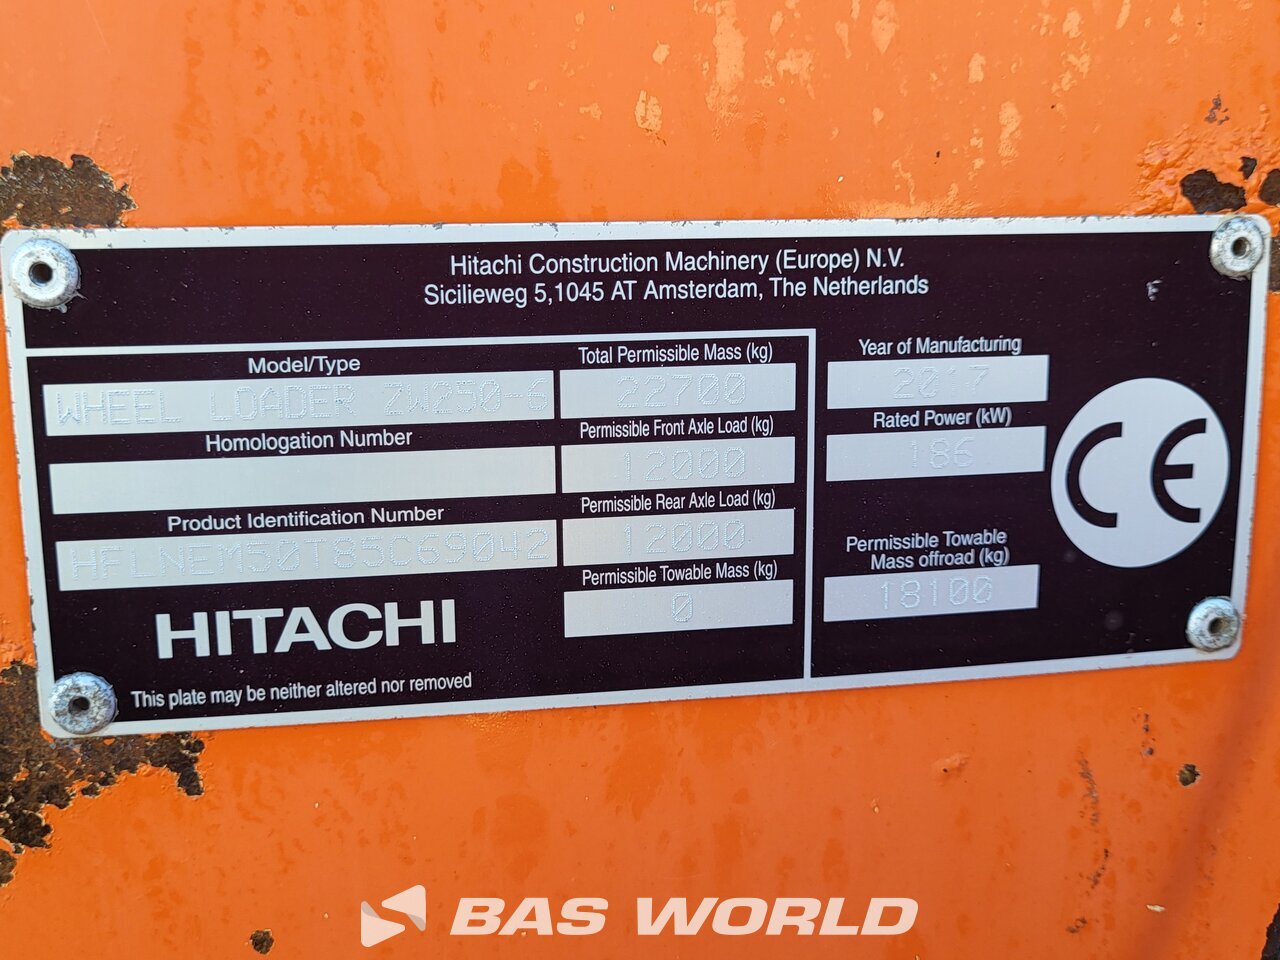 Hitachi Construction Machinery (Europe) N.V.
Sicilieweg 5,1045 AT Amsterdam, The Netherlands
Model/Type
WHEEL LOADER ZW250-6
Homologation Number
Product Identification Number
HFLNEM50T85C69042
HITACHI
This plate may be neither altered nor removed
Total Permissible Mass (kg)
22700
Permissible Front Axle Load (kg)
12000
Permissible Rear Axle Load (kg)
12000
Permissible Towable Mass (kg)
0
Year of Manufacturing
2017
Rated Power (kW)
186
Permissible Towable
Mass offroad (kg)
18100
CE
BAS WORLD